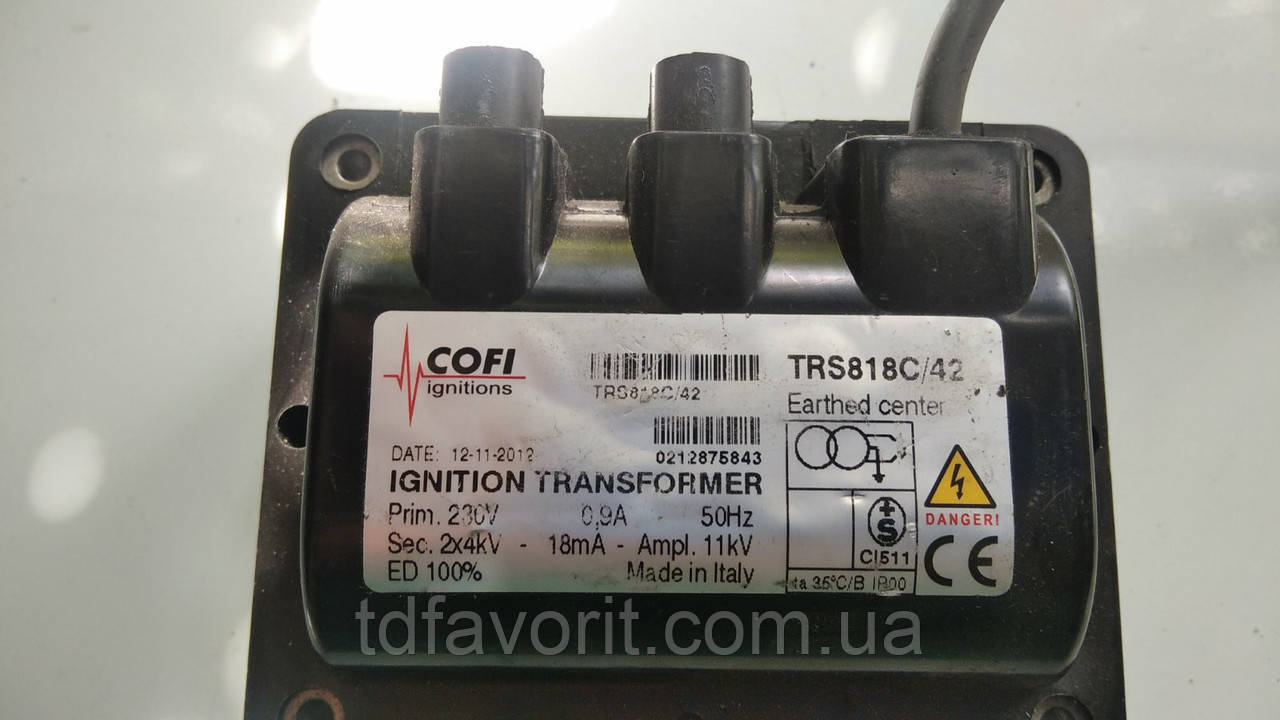 COFI
ignitions
TRS818C/42
TRS818C/42
Earthed center
DATE: 12-11-2012
0212875843
IGNITION TRANSFORMER
Prim. 230V 0,9A 50Hz
Sec. 2x4kV - 18mA - Ampl. 11kV
ED 100% Made in Italy
+S
CI511
ta 35°C/B IP00
DANGER!
CE
tdfavorit.com.ua